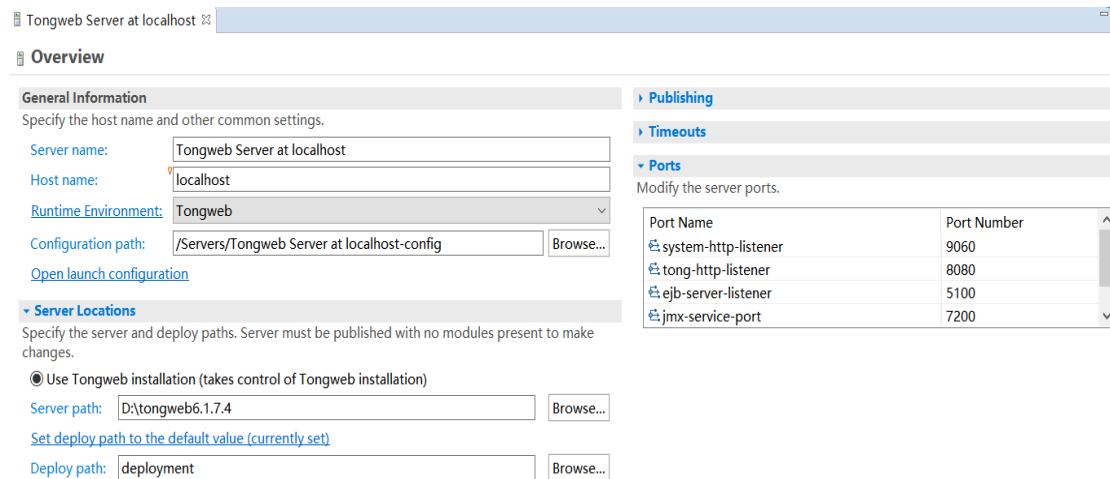 Tongweb Server at localhost
Overview
General Information
Specify the host name and other common settings.
Server name: Tongweb Server at localhost
Host name: localhost
Runtime Environment: Tongweb
Configuration path: /Servers/Tongweb Server at localhost-config Browse...
Open launch configuration
Server Locations
Specify the server and deploy paths. Server must be published with no modules present to make
changes.
Use Tongweb installation (takes control of Tongweb installation)
Server path: D:\tongweb6.1.7.4 Browse...
Set deploy path to the default value (currently set)
Deploy path: deployment Browse...
Publishing
Timeouts
Ports
Modify the server ports.
Port Name Port Number
system-http-listener 9060
tong-http-listener 8080
ejb-server-listener 5100
jmx-service-port 7200